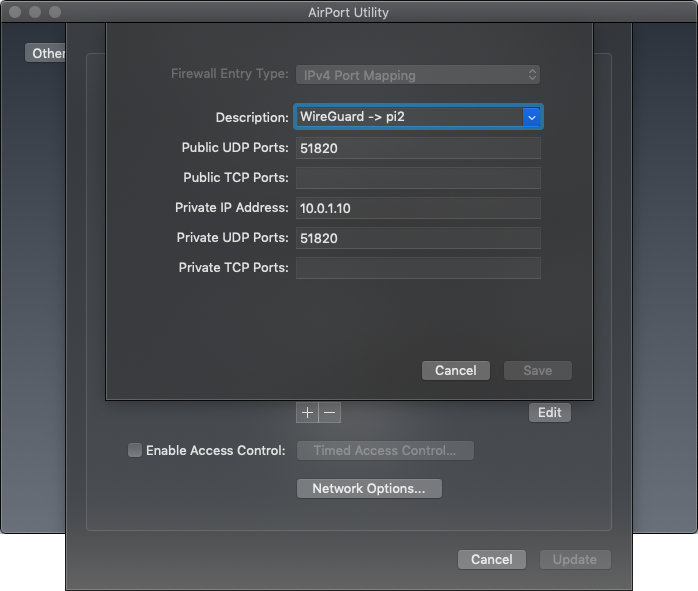 AirPort Utility
Other
Firewall Entry Type: IPv4 Port Mapping
Description: WireGuard -> pi2
Public UDP Ports: 51820
Public TCP Ports:
Private IP Address: 10.0.1.10
Private UDP Ports: 51820
Private TCP Ports:
Cancel Save
+ − Edit
Enable Access Control: Timed Access Control...
Network Options...
Cancel Update